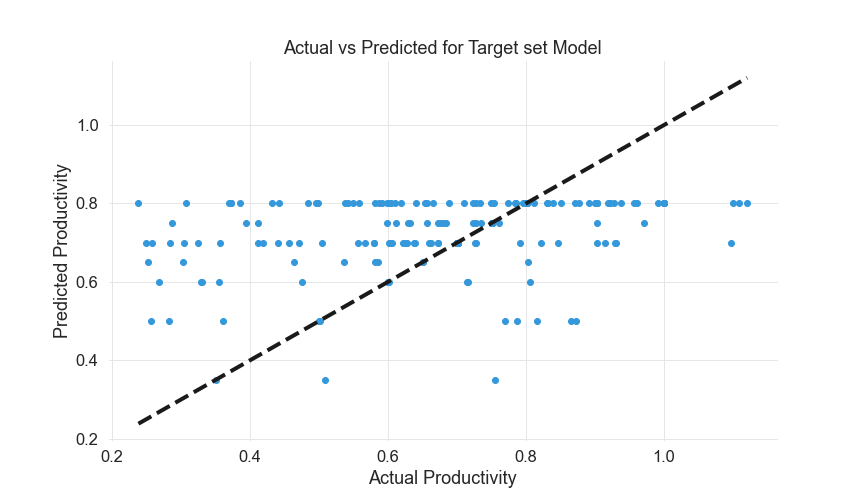 Actual vs Predicted for Target set Model
Predicted Productivity
1.0
0.8
0.6
0.4
0.2
0.2 0.4 0.6 0.8 1.0
Actual Productivity